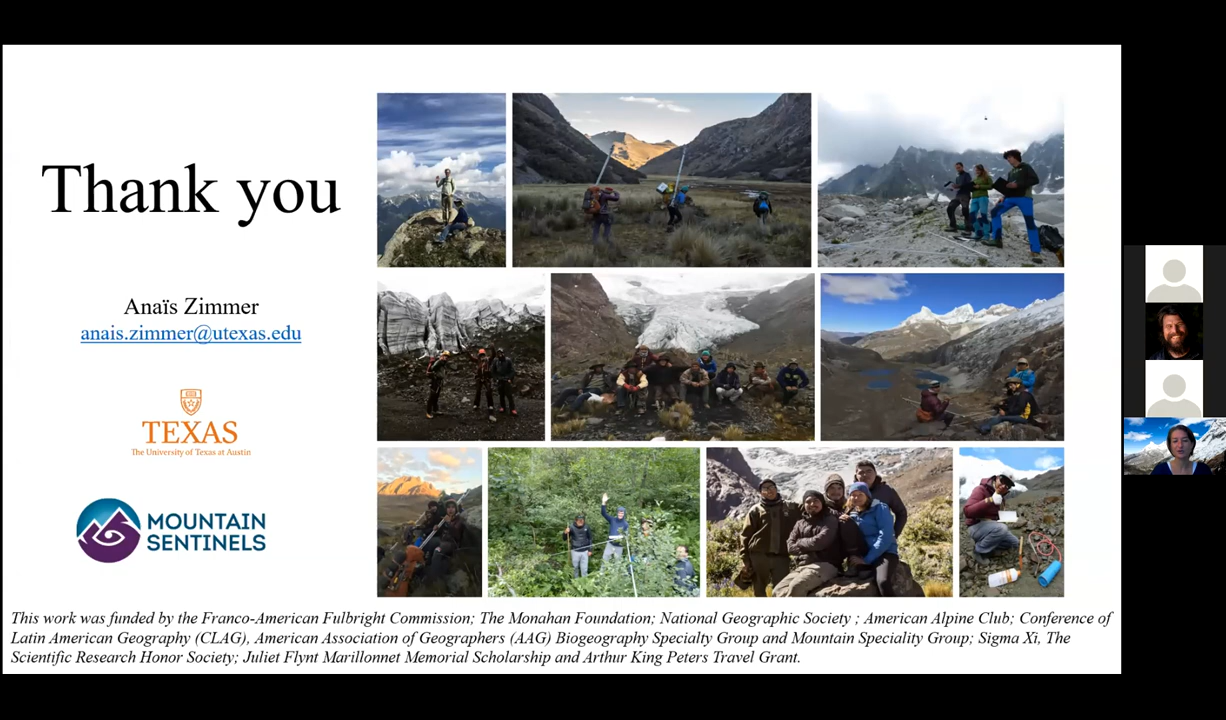 Thank you
Anaïs Zimmer
anais.zimmer@utexas.edu
TEXAS
The University of Texas at Austin
MOUNTAIN
SENTINELS
This work was funded by the Franco-American Fulbright Commission; The Monahan Foundation; National Geographic Society ; American Alpine Club; Conference of
Latin American Geography (CLAG), American Association of Geographers (AAG) Biogeography Specialty Group and Mountain Speciality Group; Sigma Xi, The
Scientific Research Honor Society; Juliet Flynt Marillonnet Memorial Scholarship and Arthur King Peters Travel Grant.